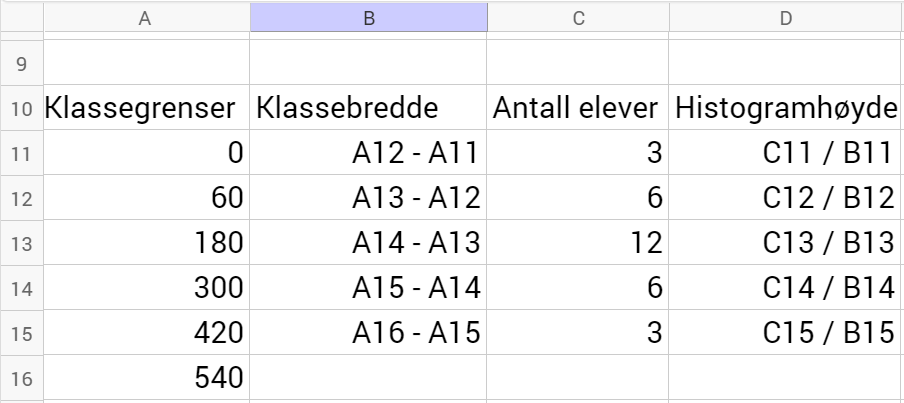 A B C D
9
10 Klassegrenser Klassebredde Antall elever Histogramhøyde
11 0 A12 - A11 3 C11 / B11
12 60 A13 - A12 6 C12 / B12
13 180 A14 - A13 12 C13 / B13
14 300 A15 - A14 6 C14 / B14
15 420 A16 - A15 3 C15 / B15
16 540